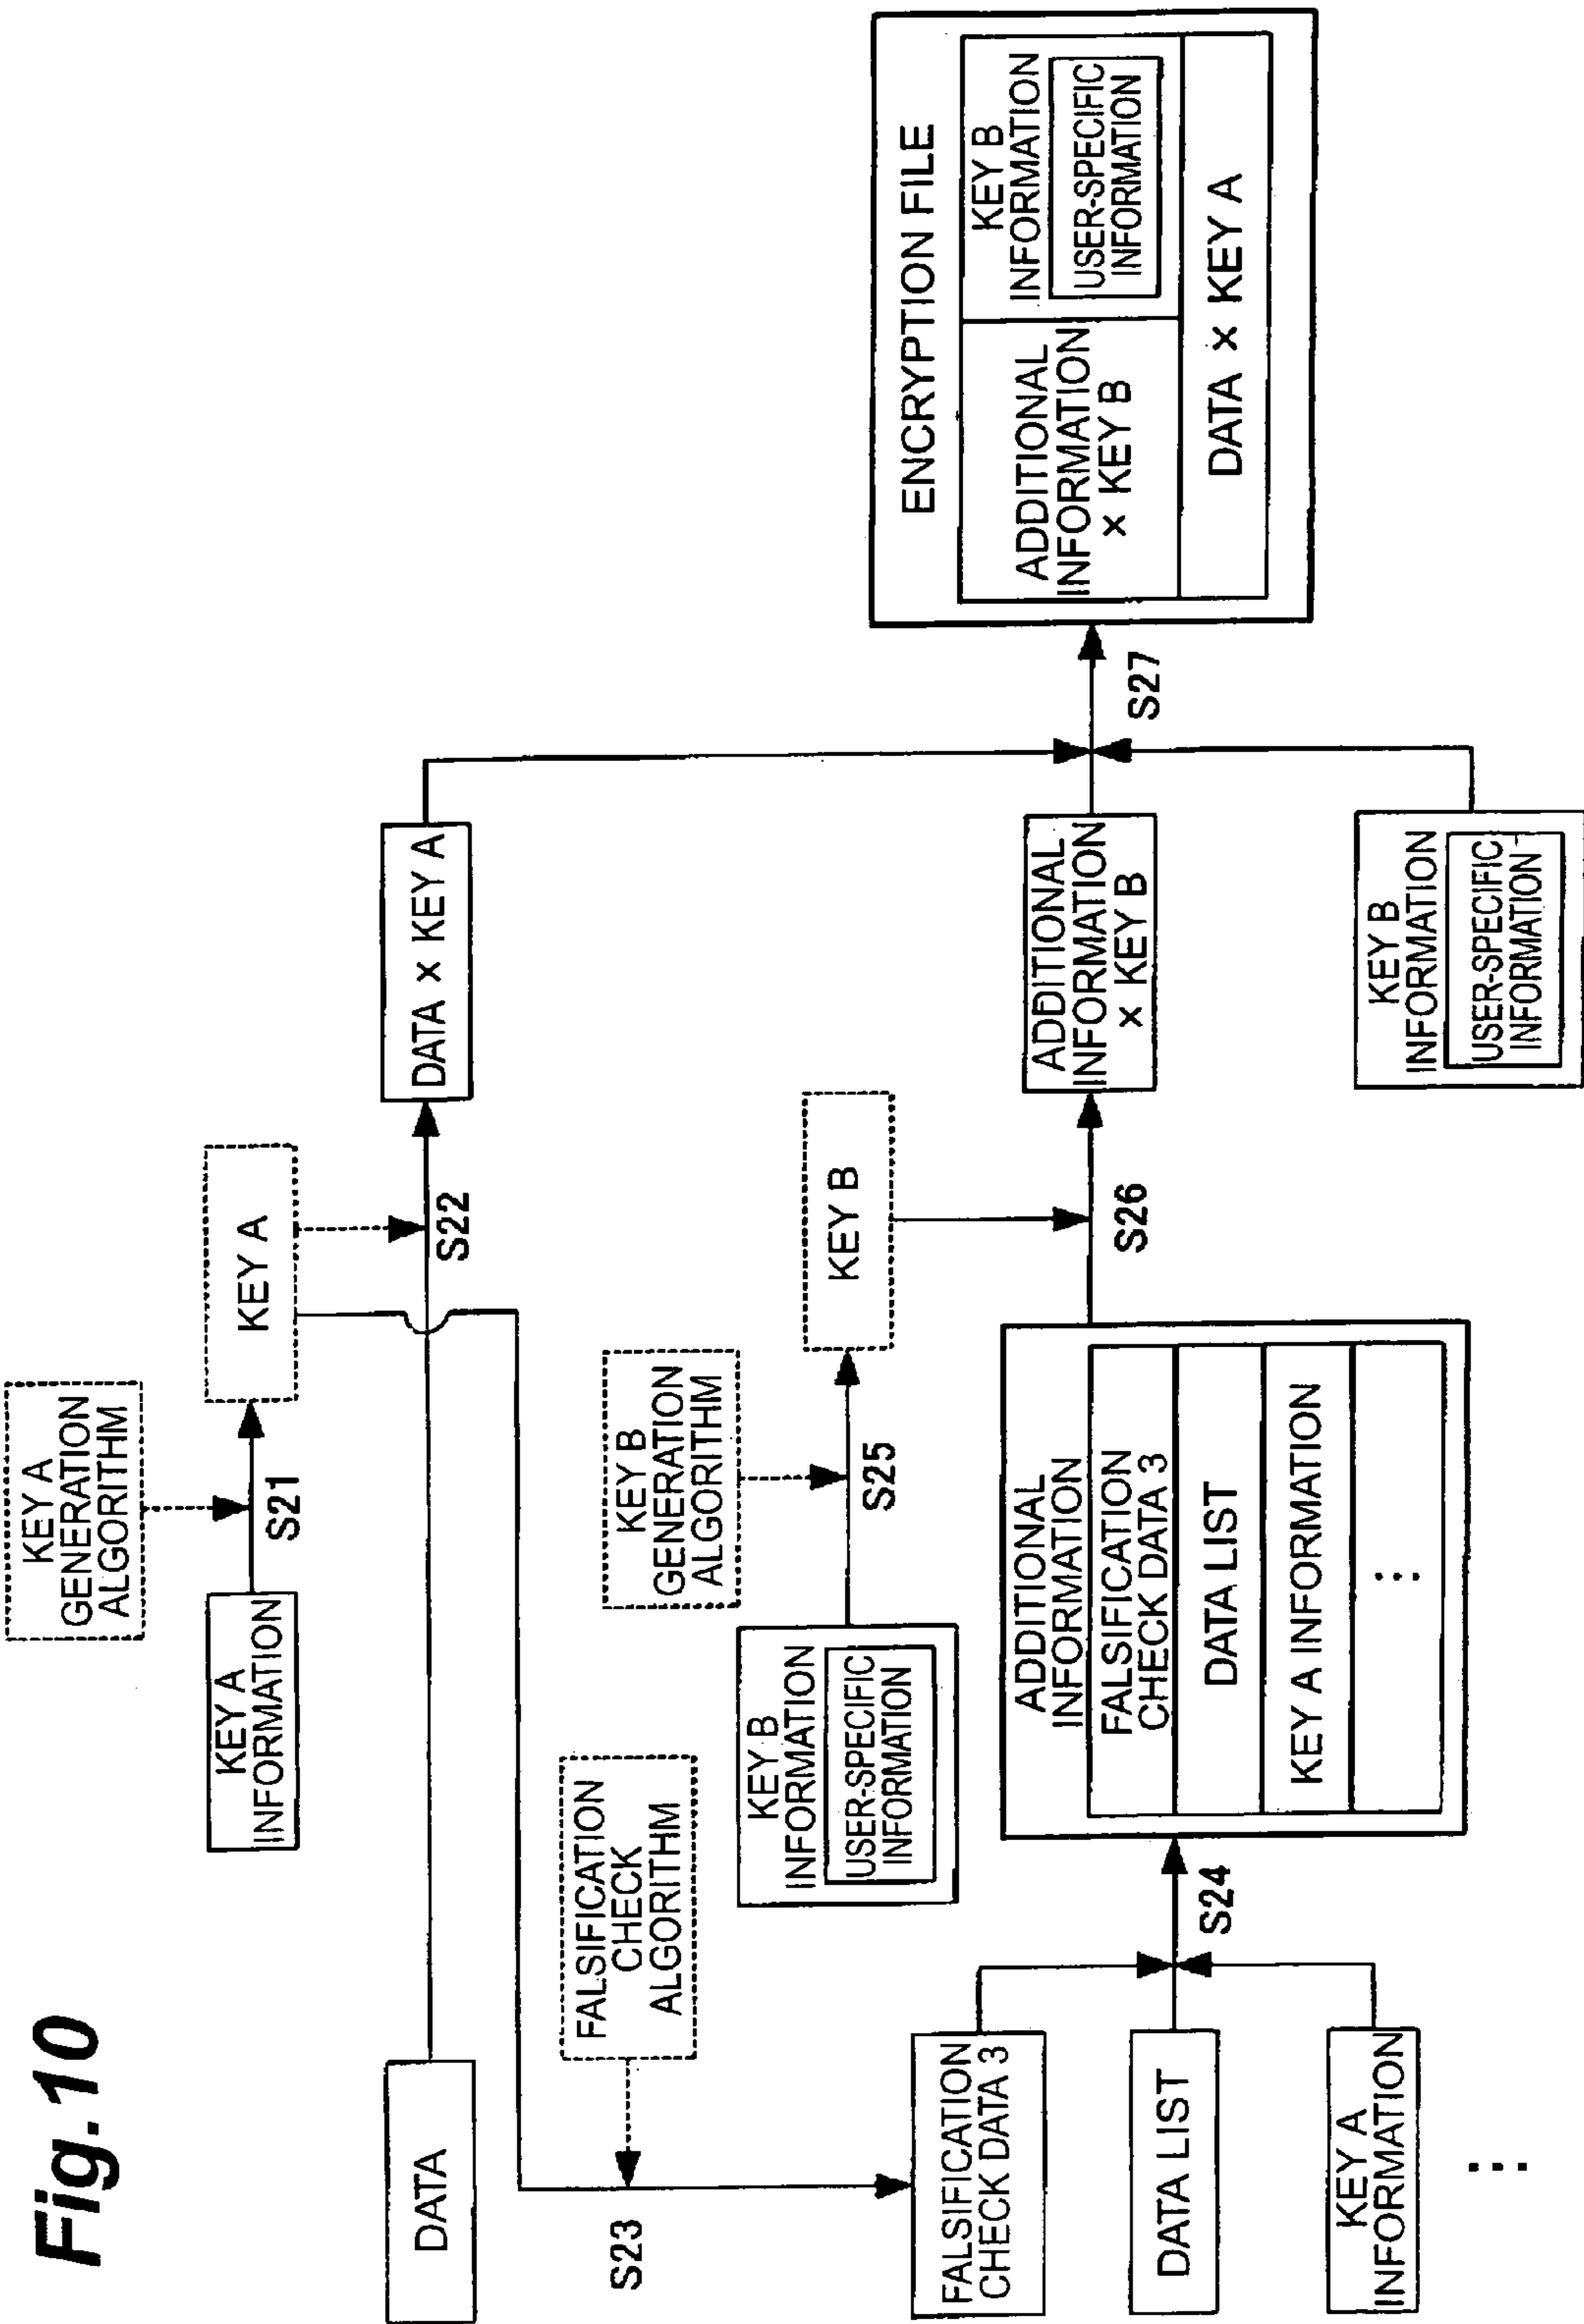 Fig.10
KEY A
GENERATION
ALGORITHM
KEY A
INFORMATION
S21
KEY A
DATA
S22
DATA × KEY A
FALSIFICATION
CHECK
ALGORITHM
S23
KEY B
GENERATION
ALGORITHM
KEY B
INFORMATION
USER-SPECIFIC
INFORMATION
S25
KEY B
FALSIFICATION
CHECK DATA 3
DATA LIST
KEY A
INFORMATION
...
S24
ADDITIONAL
INFORMATION
FALSIFICATION
CHECK DATA 3
DATA LIST
KEY A INFORMATION
...
S26
ADDITIONAL
INFORMATION
× KEY B
KEY B
INFORMATION
USER-SPECIFIC
INFORMATION
S27
ENCRYPTION FILE
ADDITIONAL
INFORMATION
× KEY B
KEY B
INFORMATION
USER-SPECIFIC
INFORMATION
DATA × KEY A